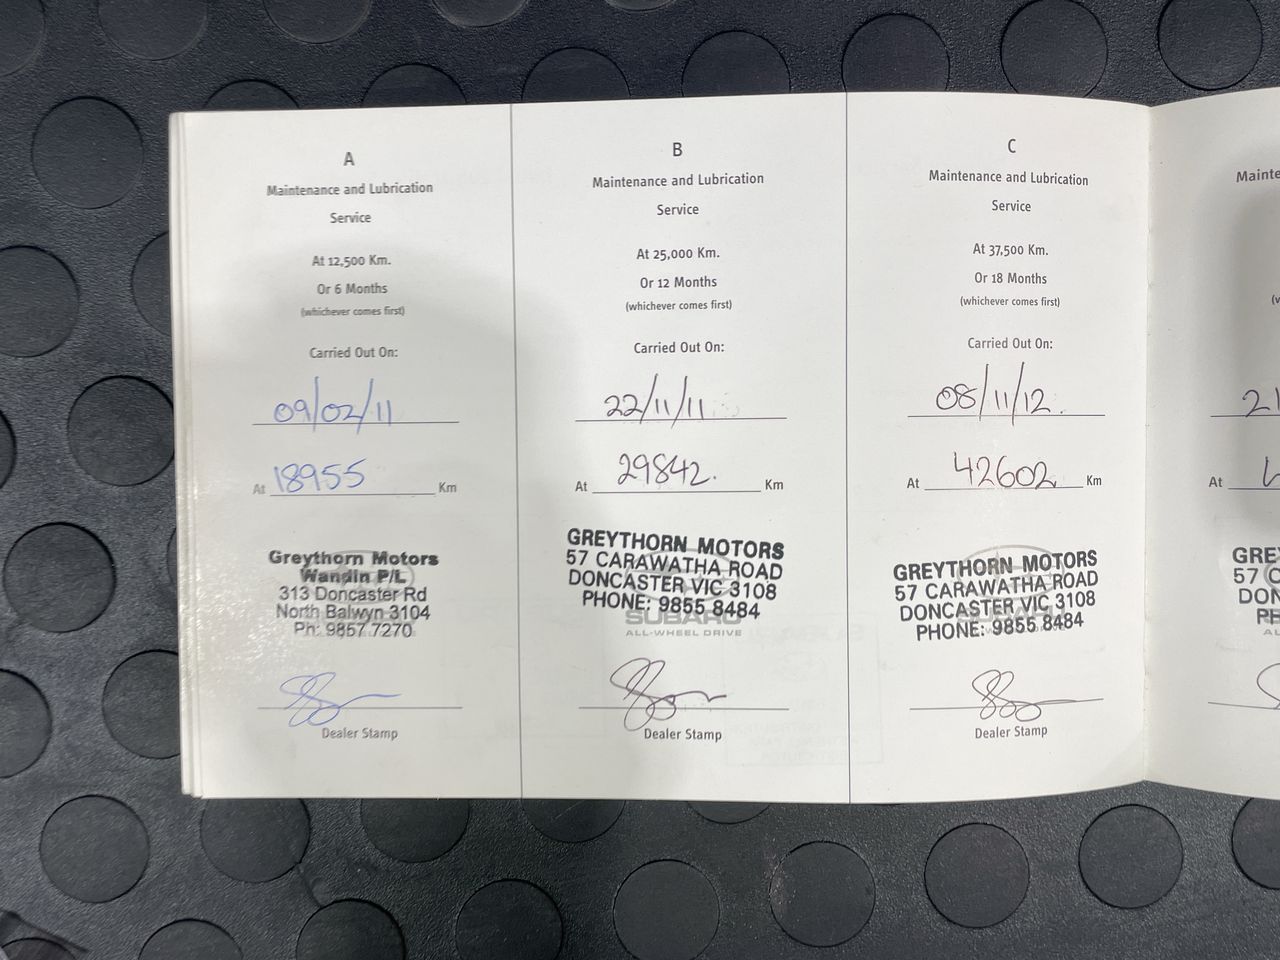 A
Maintenance and Lubrication
Service
At 12,500 Km.
Or 6 Months
(whichever comes first)
Carried Out On:
09/02/11
At 18955 Km
Greythorn Motors
Wandin P/L
313 Doncaster Rd
North Balwyn 3104
Ph: 9857 7270
Dealer Stamp
B
Maintenance and Lubrication
Service
At 25,000 Km.
Or 12 Months
(whichever comes first)
Carried Out On:
22/11/11
At 29842. Km
GREYTHORN MOTORS
57 CARAWATHA ROAD
DONCASTER VIC 3108
PHONE: 9855 8484
SUBARU
ALL-WHEEL DRIVE
Dealer Stamp
C
Maintenance and Lubrication
Service
At 37,500 Km.
Or 18 Months
(whichever comes first)
Carried Out On:
08/11/12.
At 42602 Km
GREYTHORN MOTORS
57 CARAWATHA ROAD
DONCASTER VIC 3108
PHONE: 9855 8484
Dealer Stamp
Mainte
21
At
GREY
57 C
DON